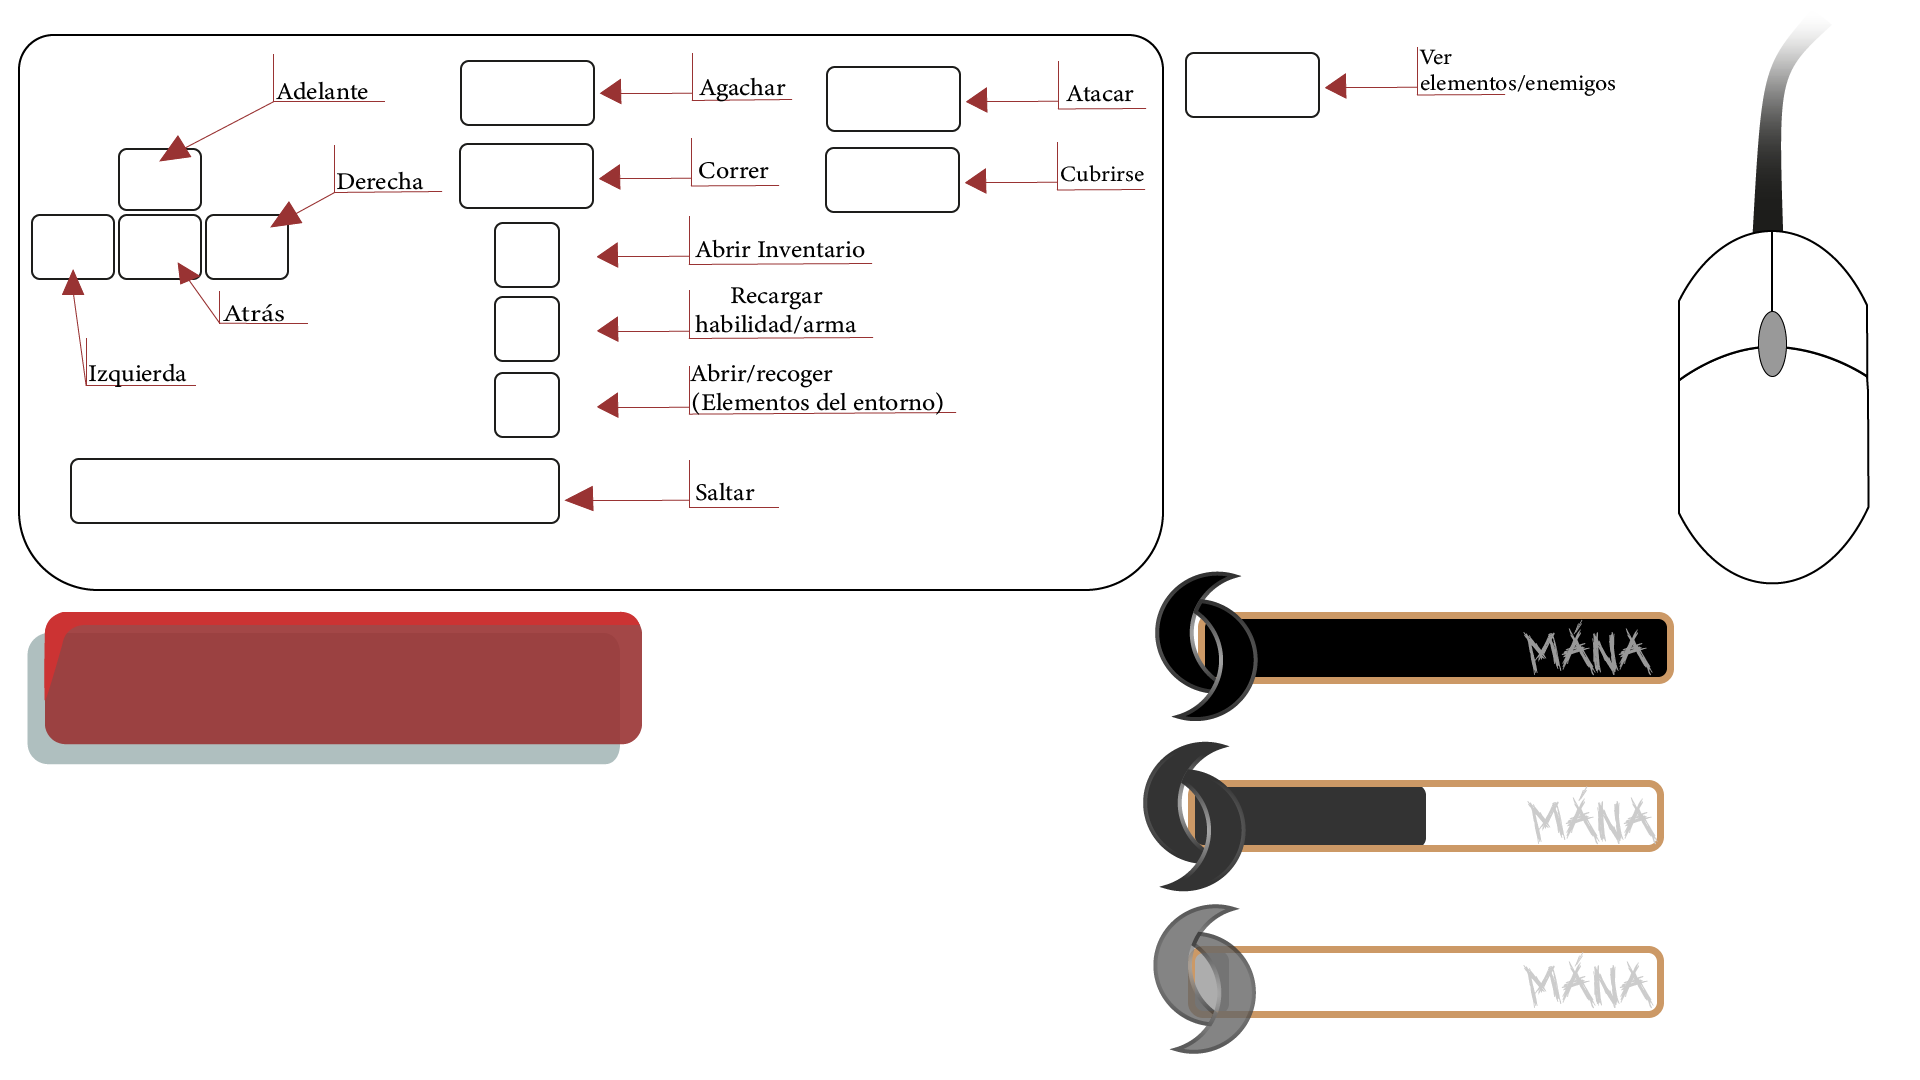 Adelante
Derecha
Atrás
Izquierda
Agachar
Correr
Abrir Inventario
Recargar
habilidad/arma
Abrir/recoger
(Elementos del entorno)
Saltar
Atacar
Cubrirse
Ver
elementos/enemigos
MÁNA
MÁNA
MÁNA